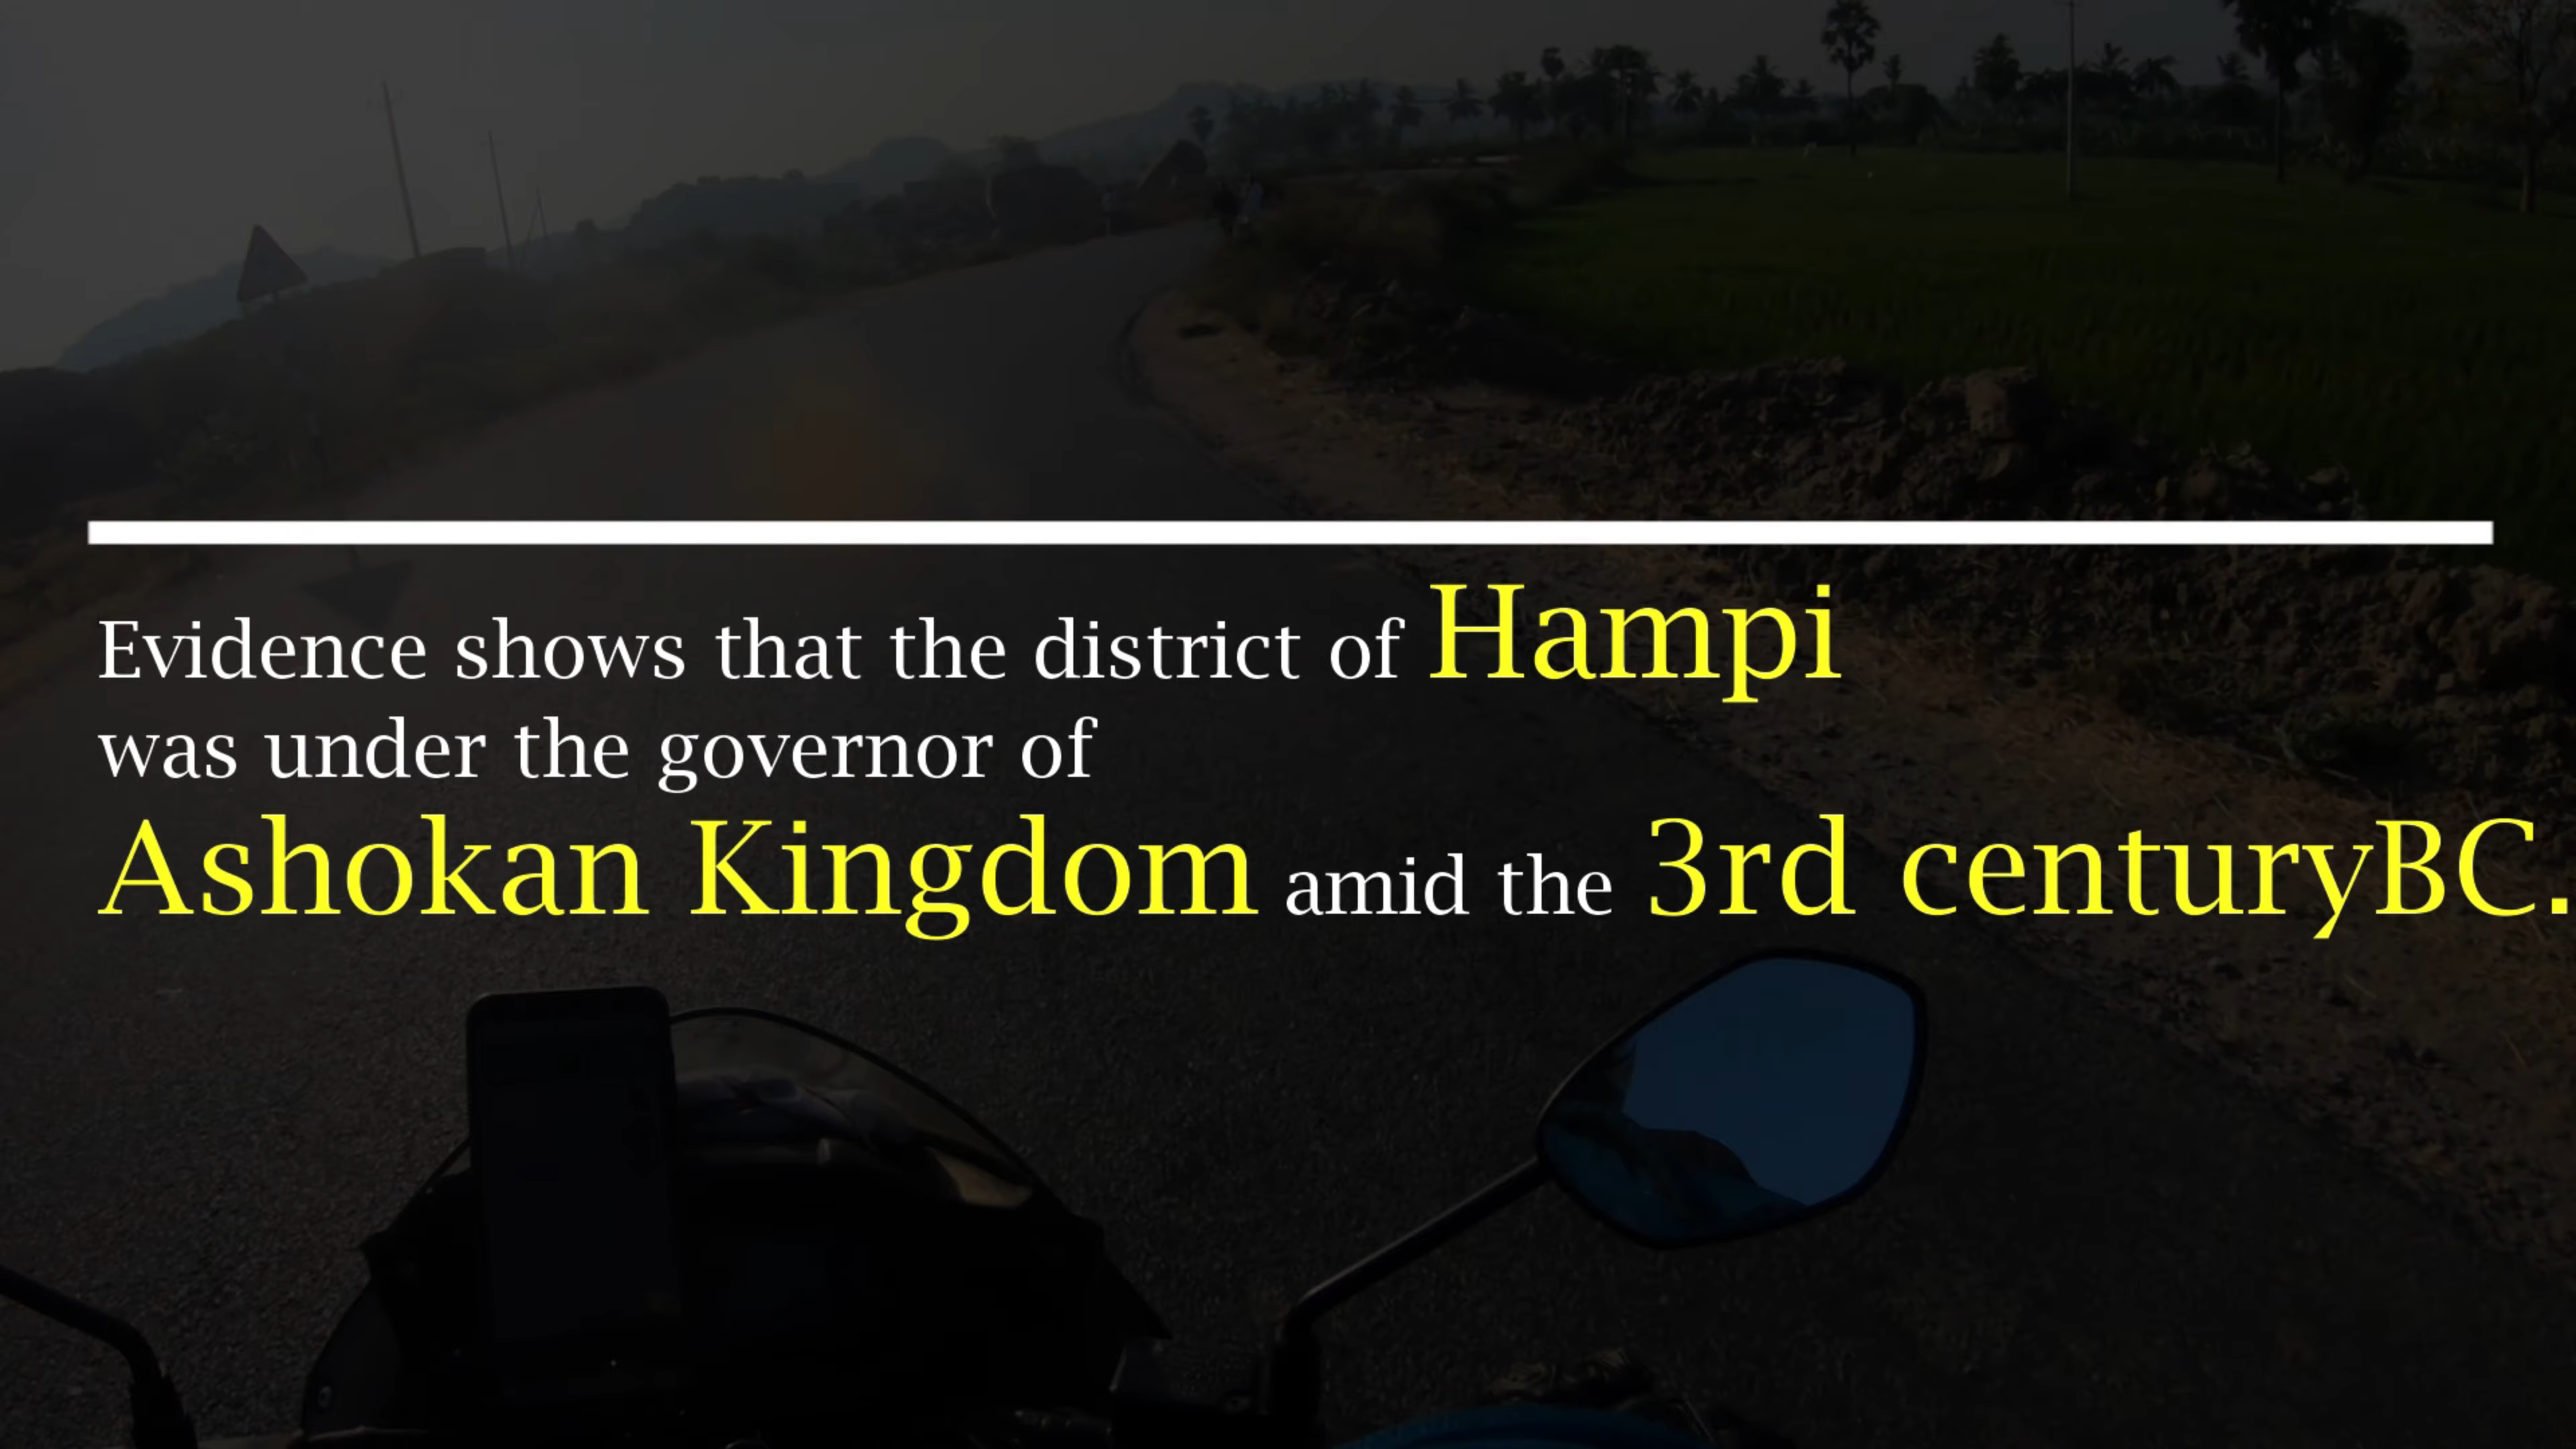 Evidence shows that the district of Hampi
was under the governor of
Ashokan Kingdom amid the 3rd centuryBC.